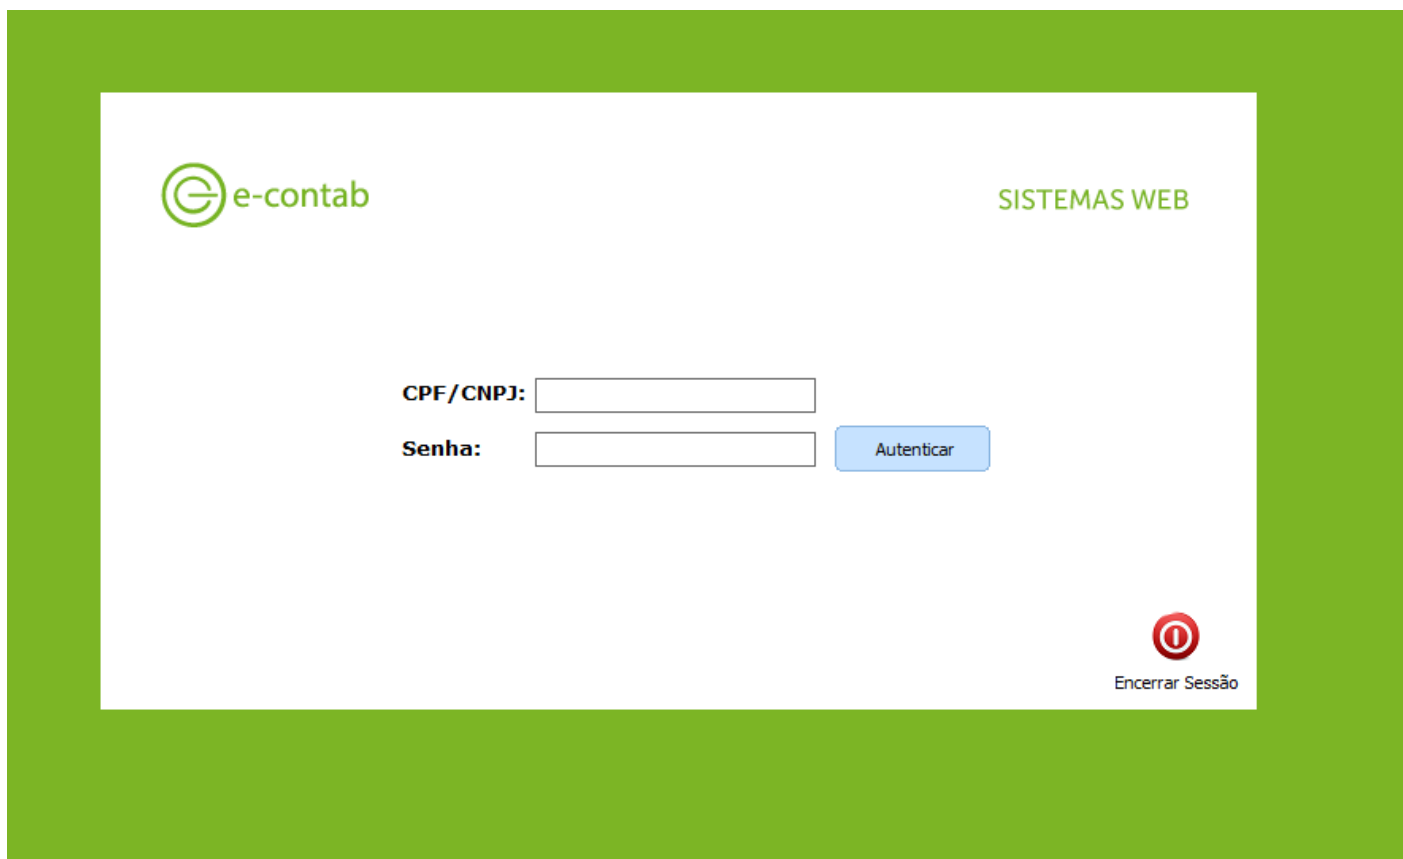 e-contab
SISTEMAS WEB
CPF/CNPJ:
Senha:
Autenticar
Encerrar Sessão